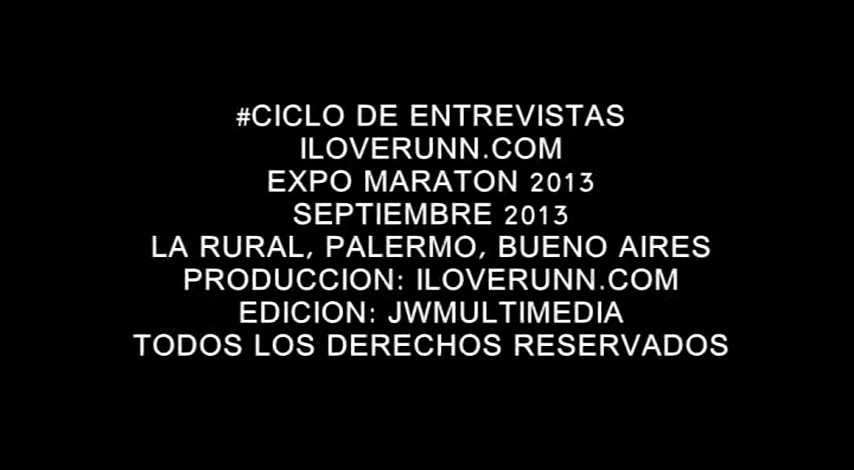 #CICLO DE ENTREVISTAS
ILOVERUNN.COM
EXPO MARATON 2013
SEPTIEMBRE 2013
LA RURAL, PALERMO, BUENO AIRES
PRODUCCION: ILOVERUNN.COM
EDICION: JWMULTIMEDIA
TODOS LOS DERECHOS RESERVADOS